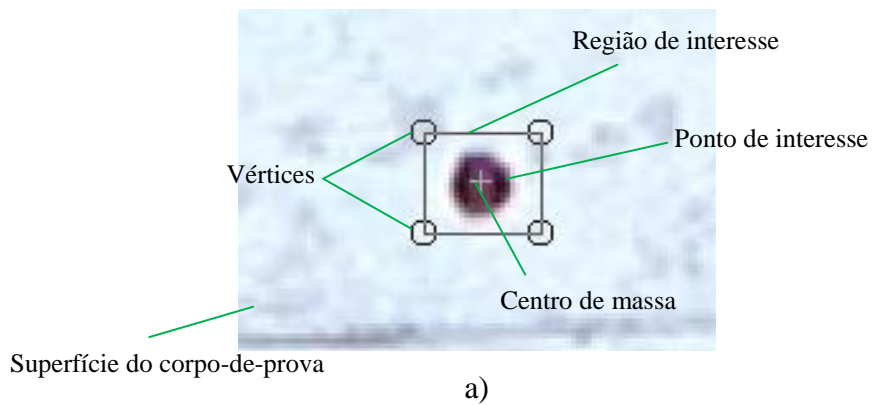 Região de interesse
Ponto de interesse
Vértices
Centro de massa
Superfície do corpo-de-prova
a)